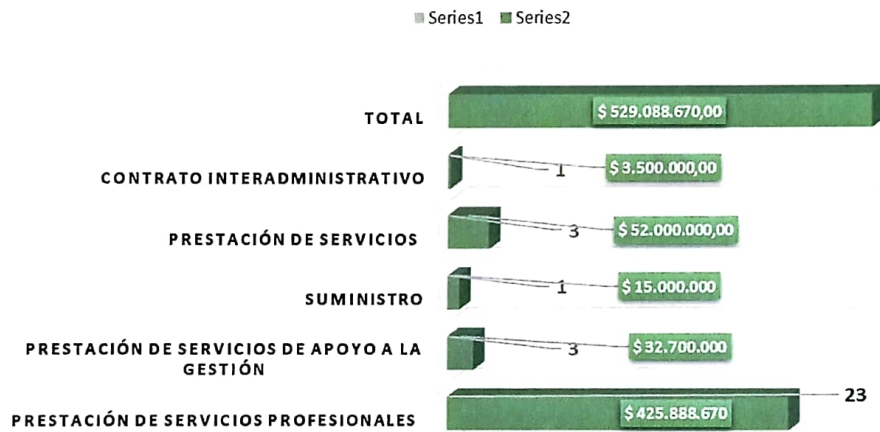 Series1 Series2
TOTAL $ 529.088.670,00
CONTRATO INTERADMINISTRATIVO 1 $ 3.500.000,00
PRESTACIÓN DE SERVICIOS 3 $ 52.000.000,00
SUMINISTRO 1 $ 15.000.000
PRESTACIÓN DE SERVICIOS DE APOYO A LA
GESTIÓN 3 $ 32.700.000
PRESTACIÓN DE SERVICIOS PROFESIONALES $ 425.888.670 23